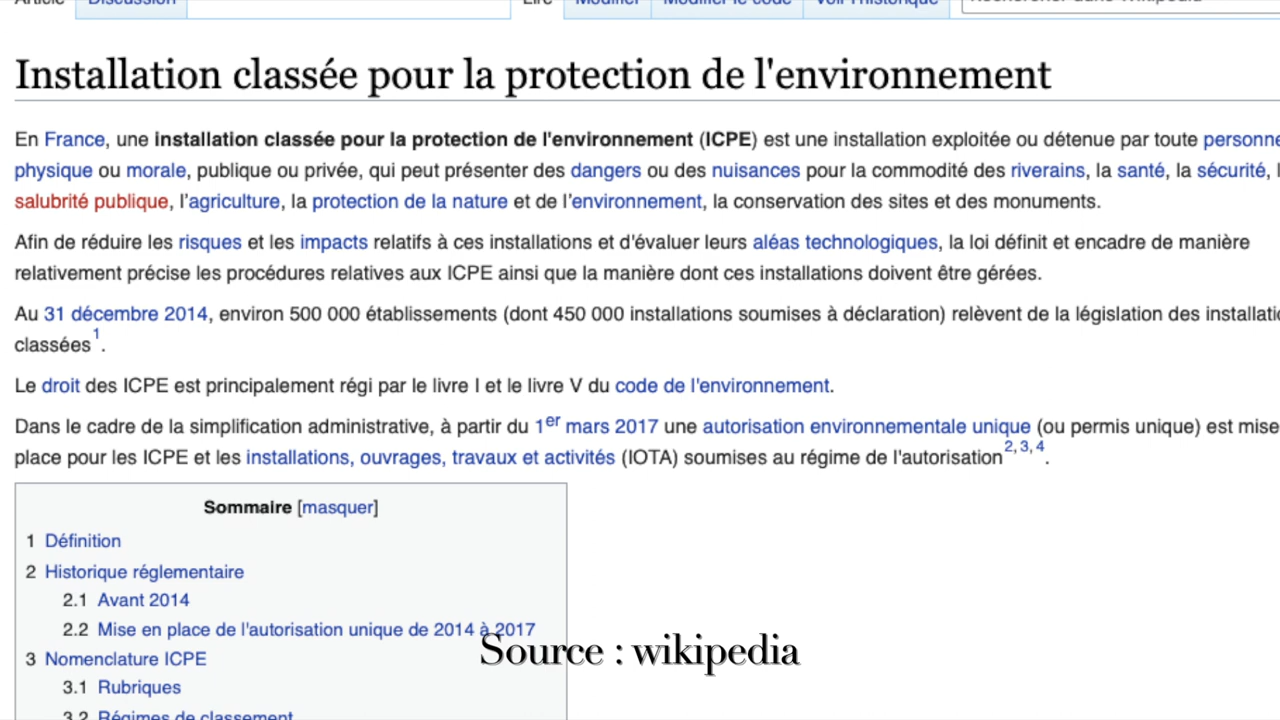 Article Discussion Lire Modifier Modifier le code Voir l'historique Rechercher dans Wikipedia
Installation classée pour la protection de l'environnement
En France, une installation classée pour la protection de l'environnement (ICPE) est une installation exploitée ou détenue par toute personne
physique ou morale, publique ou privée, qui peut présenter des dangers ou des nuisances pour la commodité des riverains, la santé, la sécurité,
salubrité publique, l’agriculture, la protection de la nature et de l’environnement, la conservation des sites et des monuments.
Afin de réduire les risques et les impacts relatifs à ces installations et d'évaluer leurs aléas technologiques, la loi définit et encadre de manière
relativement précise les procédures relatives aux ICPE ainsi que la manière dont ces installations doivent être gérées.
Au 31 décembre 2014, environ 500 000 établissements (dont 450 000 installations soumises à déclaration) relèvent de la législation des
classées 1.
Le droit des ICPE est principalement régi par le livre I et le livre V du code de l'environnement.
Dans le cadre de la simplification administrative, à partir du 1er mars 2017 une autorisation environnementale unique (ou permis unique) est mise
place pour les ICPE et les installations, ouvrages, travaux et activités (IOTA) soumises au régime de l'autorisation 2, 3, 4.
Sommaire [masquer]
1 Définition
2 Historique réglementaire
2.1 Avant 2014
2.2 Mise en place de l'autorisation unique de 2014 à 2017
3 Nomenclature ICPE
3.1 Rubriques
3.2 Régimes de classement
Source : wikipedia